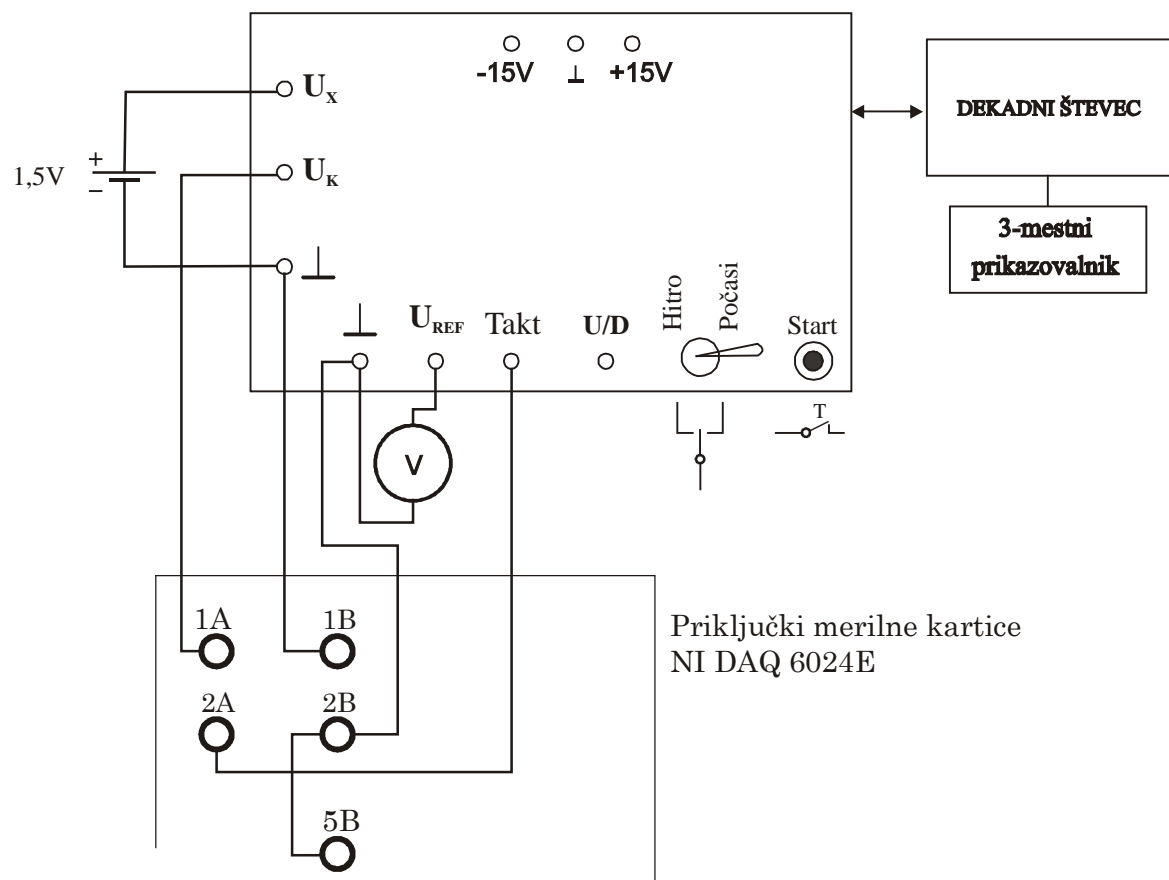 -15V ⊥ +15V
U_X
DEKADNI ŠTEVEC
+
1,5V
–
U_K
3-mestni
prikazovalnik
⊥
Hitro
Počasi
⊥
U_REF
Takt
U/D
Start
T
V
1A
1B
Priključki merilne kartice
NI DAQ 6024E
2A
2B
5B